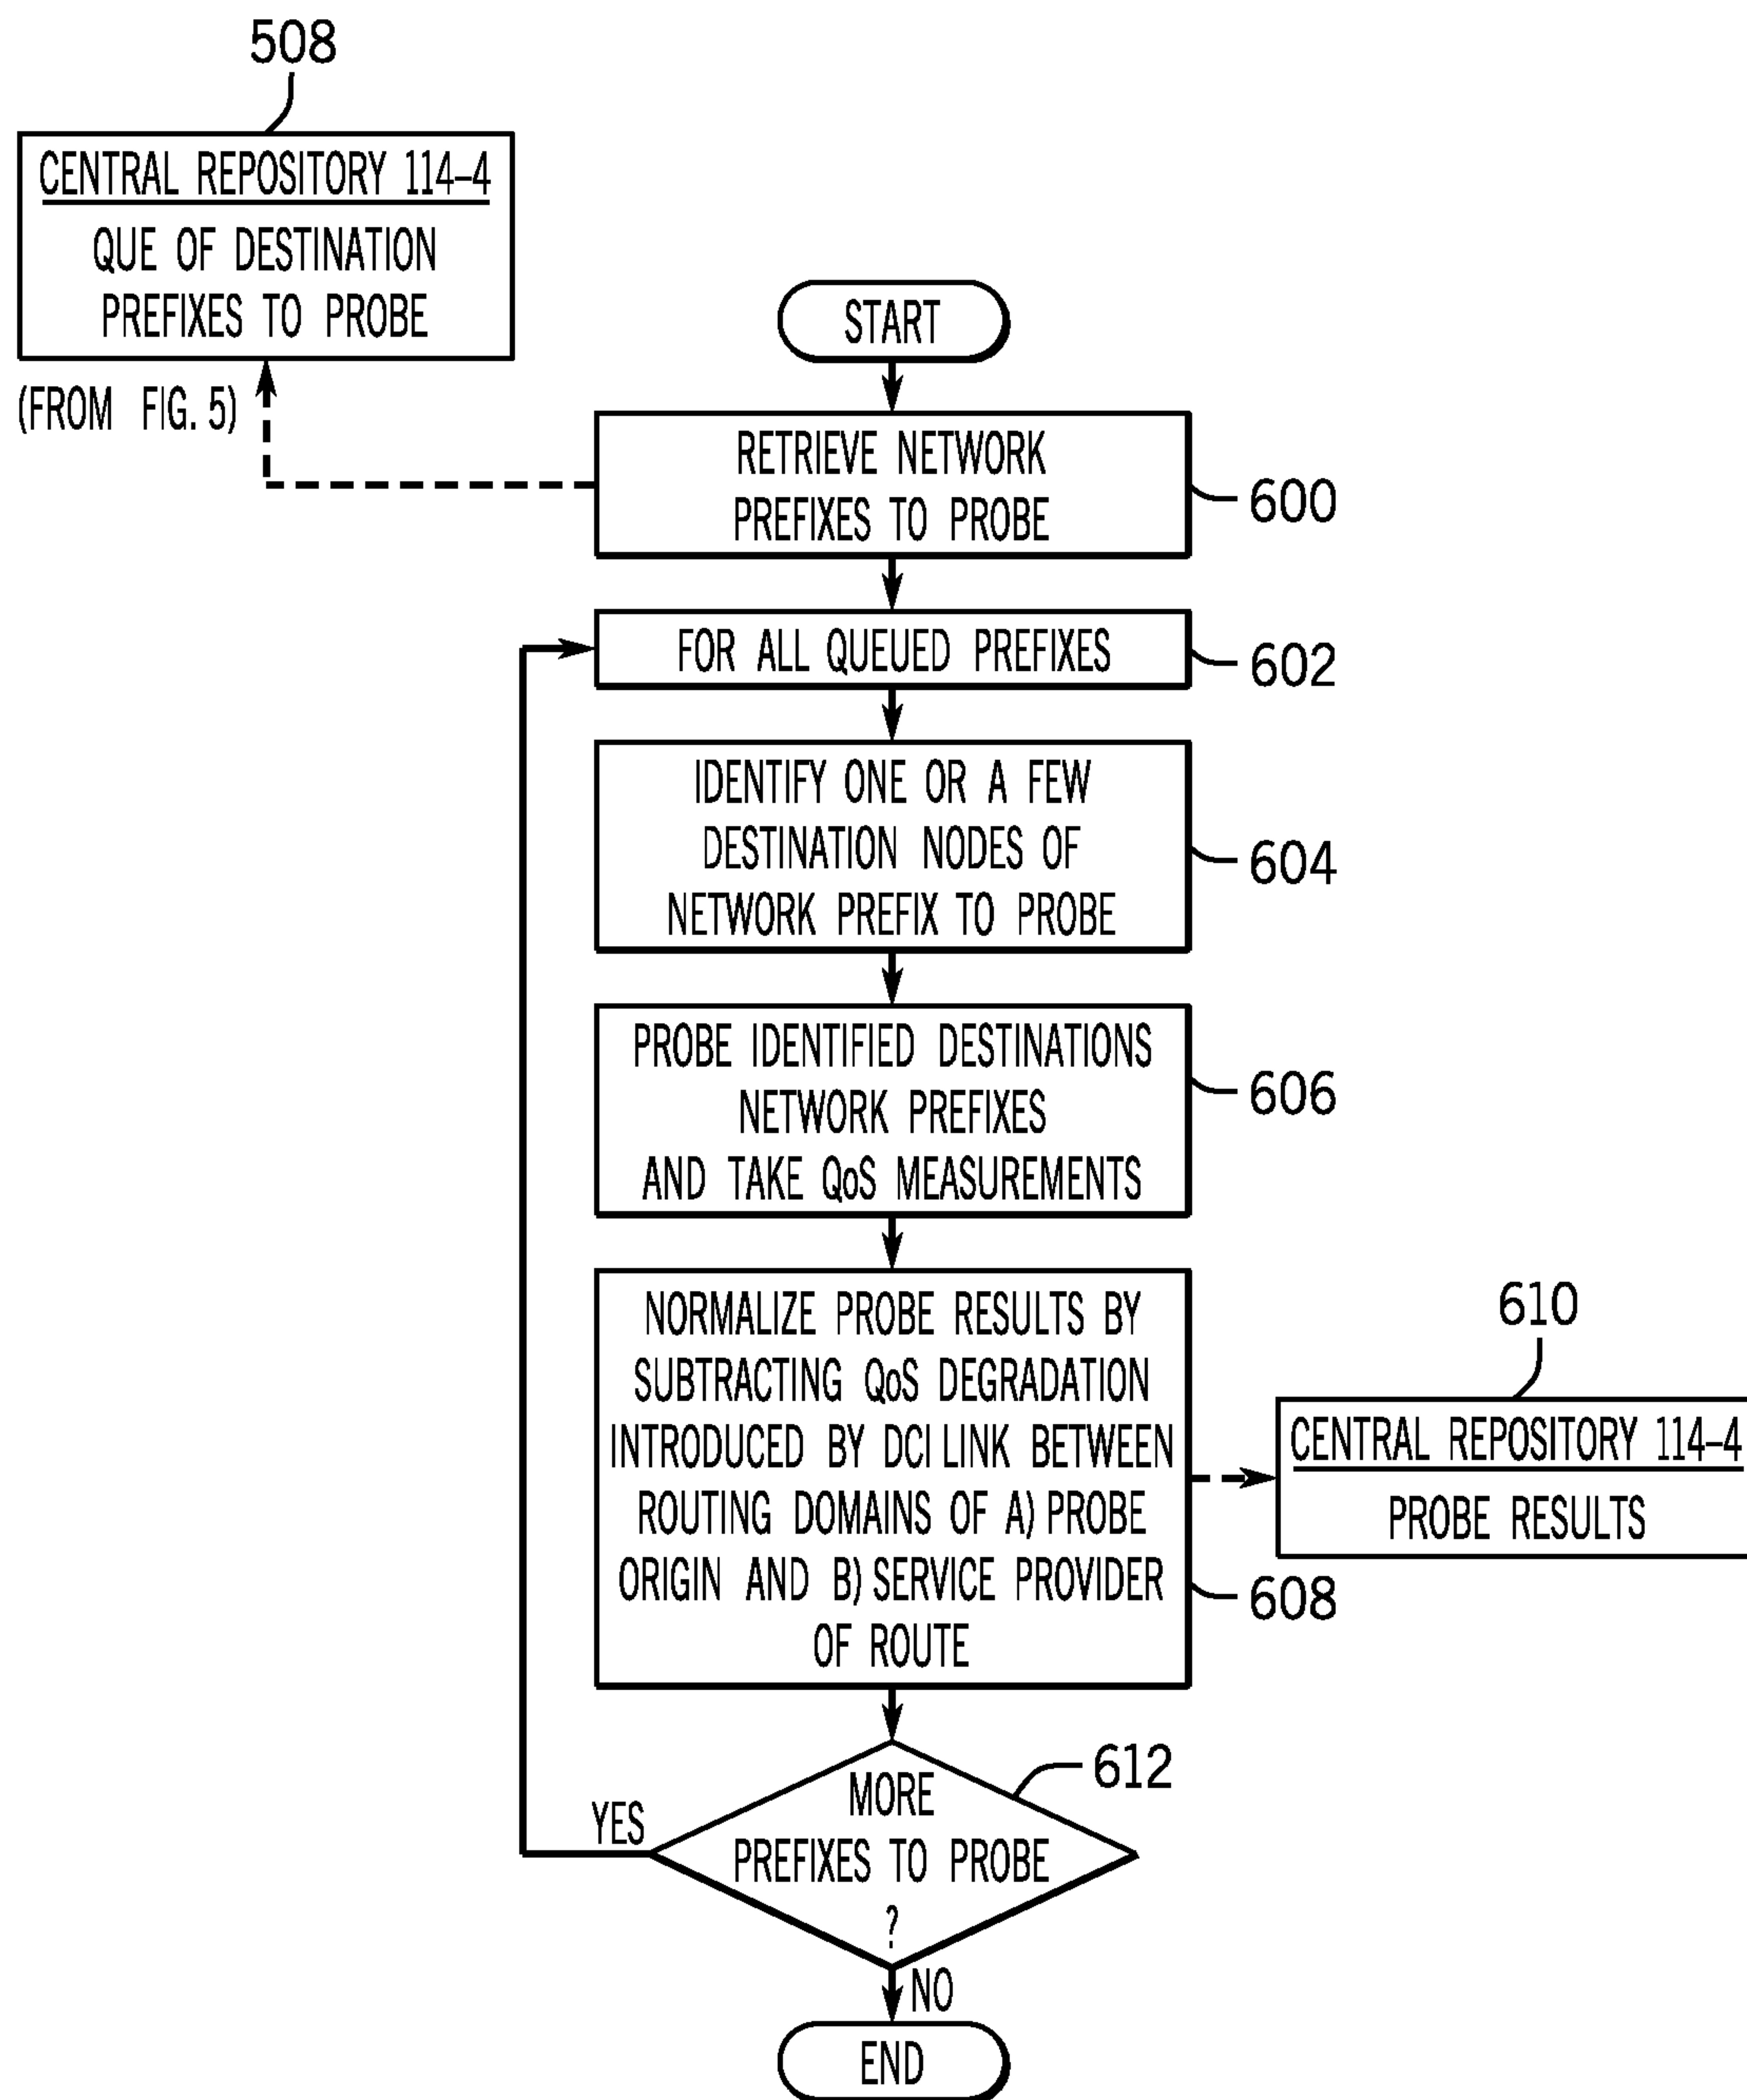 508
CENTRAL REPOSITORY 114-4
QUE OF DESTINATION
PREFIXES TO PROBE
(FROM FIG. 5)
START
RETRIEVE NETWORK
PREFIXES TO PROBE
600
FOR ALL QUEUED PREFIXES
602
IDENTIFY ONE OR A FEW
DESTINATION NODES OF
NETWORK PREFIX TO PROBE
604
PROBE IDENTIFIED DESTINATIONS
NETWORK PREFIXES
AND TAKE QoS MEASUREMENTS
606
NORMALIZE PROBE RESULTS BY
SUBTRACTING QoS DEGRADATION
INTRODUCED BY DCI LINK BETWEEN
ROUTING DOMAINS OF A) PROBE
ORIGIN AND B) SERVICE PROVIDER
OF ROUTE
608
610
CENTRAL REPOSITORY 114-4
PROBE RESULTS
612
MORE
PREFIXES TO PROBE
?
YES
NO
END